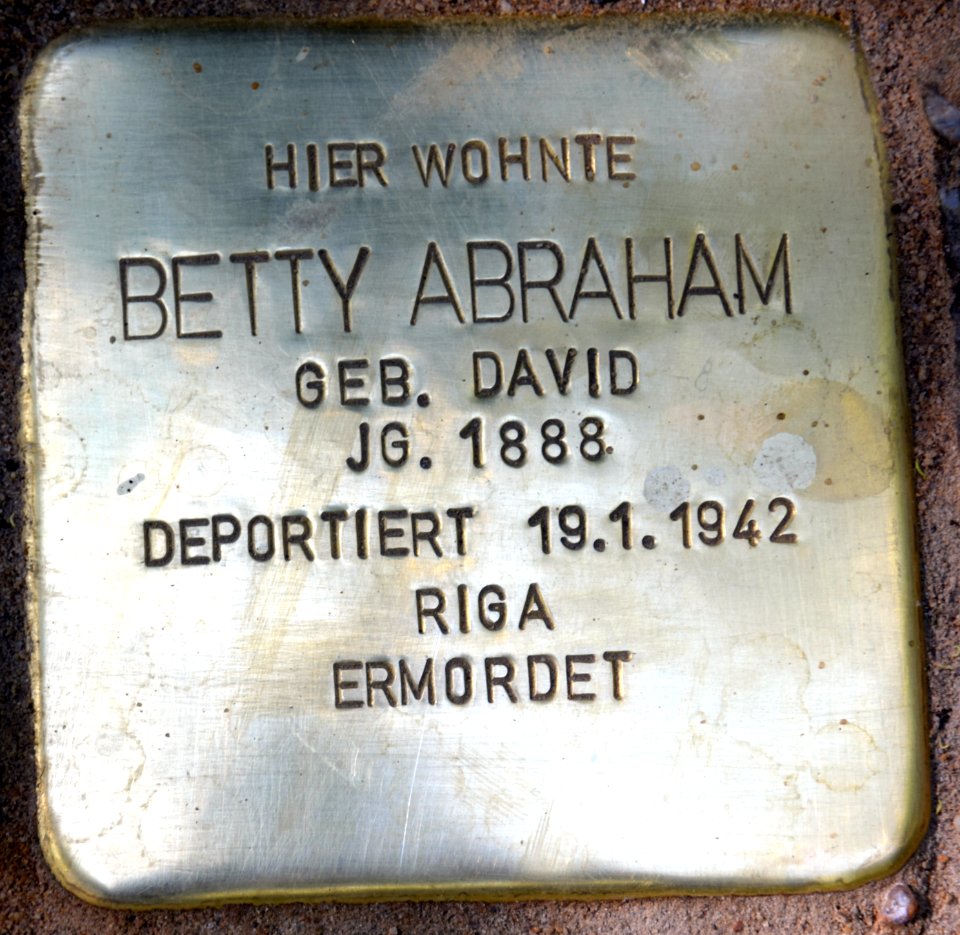 HIER WOHNTE
BETTY ABRAHAM
GEB. DAVID
JG. 1888
DEPORTIERT 19.1.1942
RIGA
ERMORDET